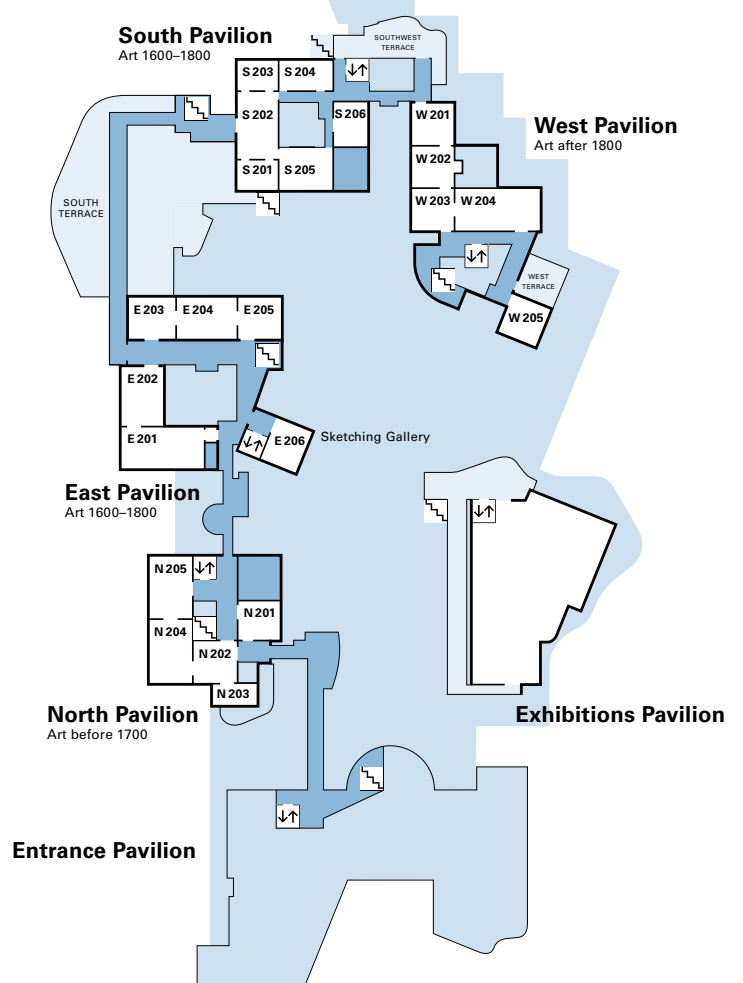 South Pavilion
Art 1600–1800
SOUTHWEST
TERRACE
S 203
S 204
S 202
S 206
S 201
S 205
W 201
West Pavilion
Art after 1800
W 202
W 203
W 204
SOUTH
TERRACE
WEST
TERRACE
W 205
E 203
E 204
E 205
E 202
E 201
E 206
Sketching Gallery
East Pavilion
Art 1600–1800
N 205
N 201
N 204
N 202
N 203
North Pavilion
Art before 1700
Exhibitions Pavilion
Entrance Pavilion